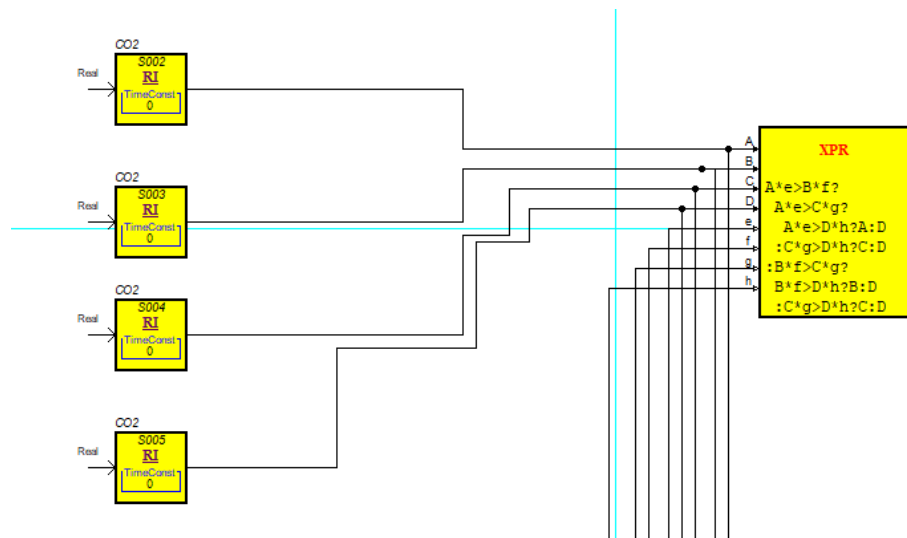 CO2
S002
Real
RI
TimeConst
0
CO2
S003
Real
RI
TimeConst
0
CO2
S004
Real
RI
TimeConst
0
CO2
S005
Real
RI
TimeConst
0
XPR
A
B
C
D
e
f
g
h
A*e>B*f?
A*e>C*g?
A*e>D*h?A:D
:C*g>D*h?C:D
:B*f>C*g?
B*f>D*h?B:D
:C*g>D*h?C:D